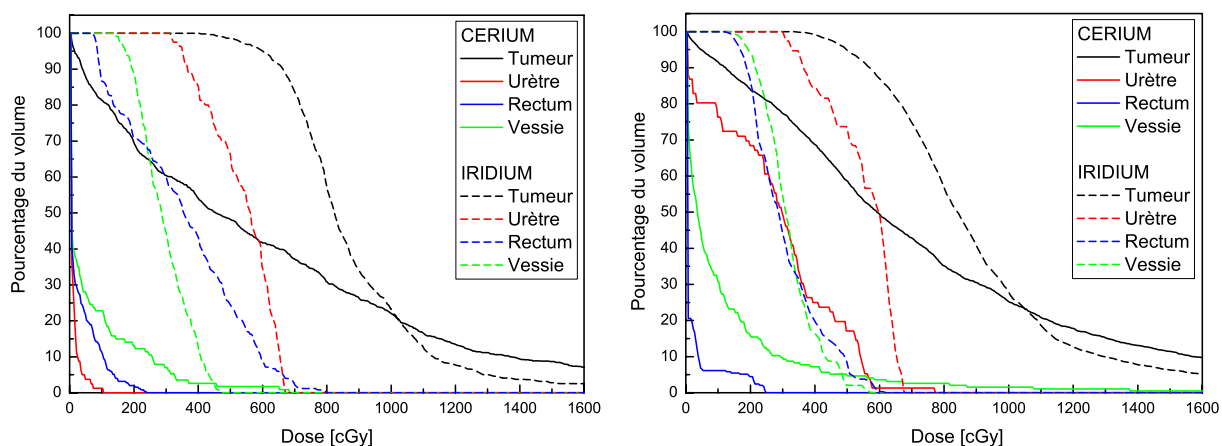 100
90
80
70
60
50
40
30
20
10
0
Pourcentage du volume
0 200 400 600 800 1000 1200 1400 1600
Dose [cGy]
CERIUM
Tumeur
Urètre
Rectum
Vessie
IRIDIUM
Tumeur
Urètre
Rectum
Vessie
100
90
80
70
60
50
40
30
20
10
0
Pourcentage du volume
0 200 400 600 800 1000 1200 1400 1600
Dose [cGy]
CERIUM
Tumeur
Urètre
Rectum
Vessie
IRIDIUM
Tumeur
Urètre
Rectum
Vessie